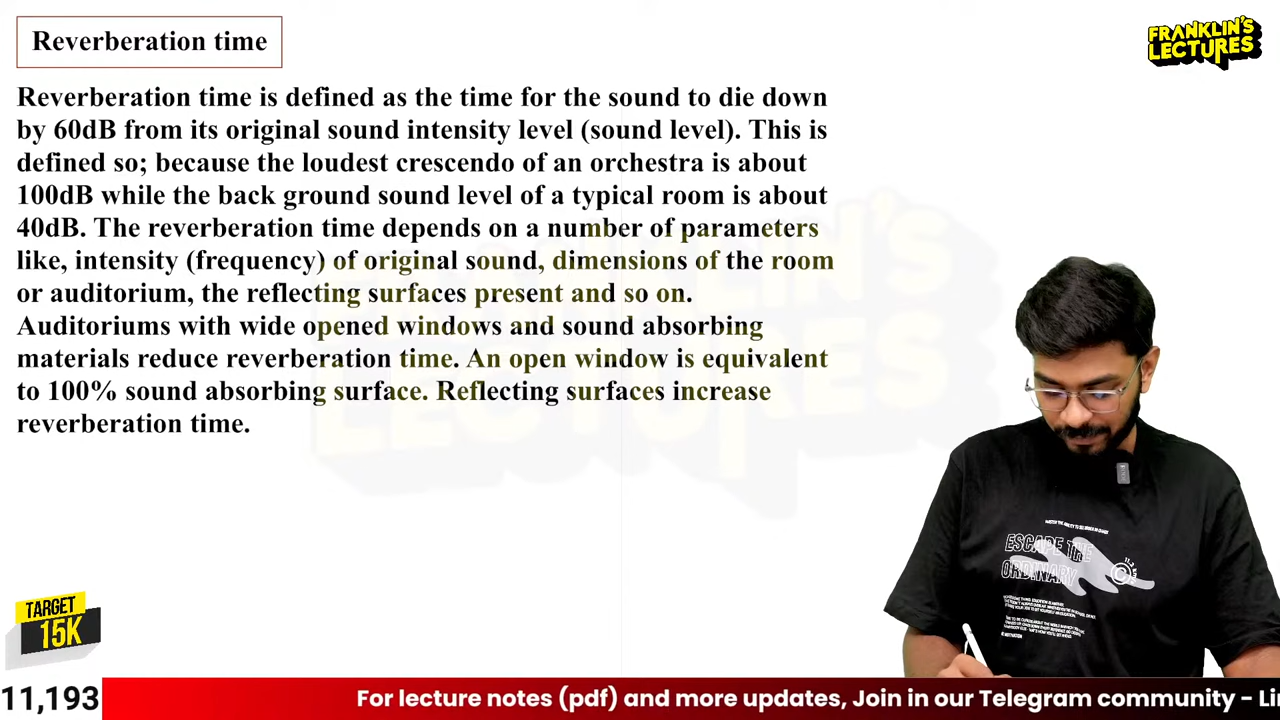 Reverberation time
FRANKLIN'S
LECTURES
Reverberation time is defined as the time for the sound to die down
by 60dB from its original sound intensity level (sound level). This is
defined so; because the loudest crescendo of an orchestra is about
100dB while the back ground sound level of a typical room is about
40dB. The reverberation time depends on a number of parameters
like, intensity (frequency) of original sound, dimensions of the room
or auditorium, the reflecting surfaces present and so on.
Auditoriums with wide opened windows and sound absorbing
materials reduce reverberation time. An open window is equivalent
to 100% sound absorbing surface. Reflecting surfaces increase
reverberation time.
FRANKLIN'S
LECTURES
ESCAPE THE
ORDINARY
TARGET
15K
11,193
For lecture notes (pdf) and more updates, Join in our Telegram community - Li